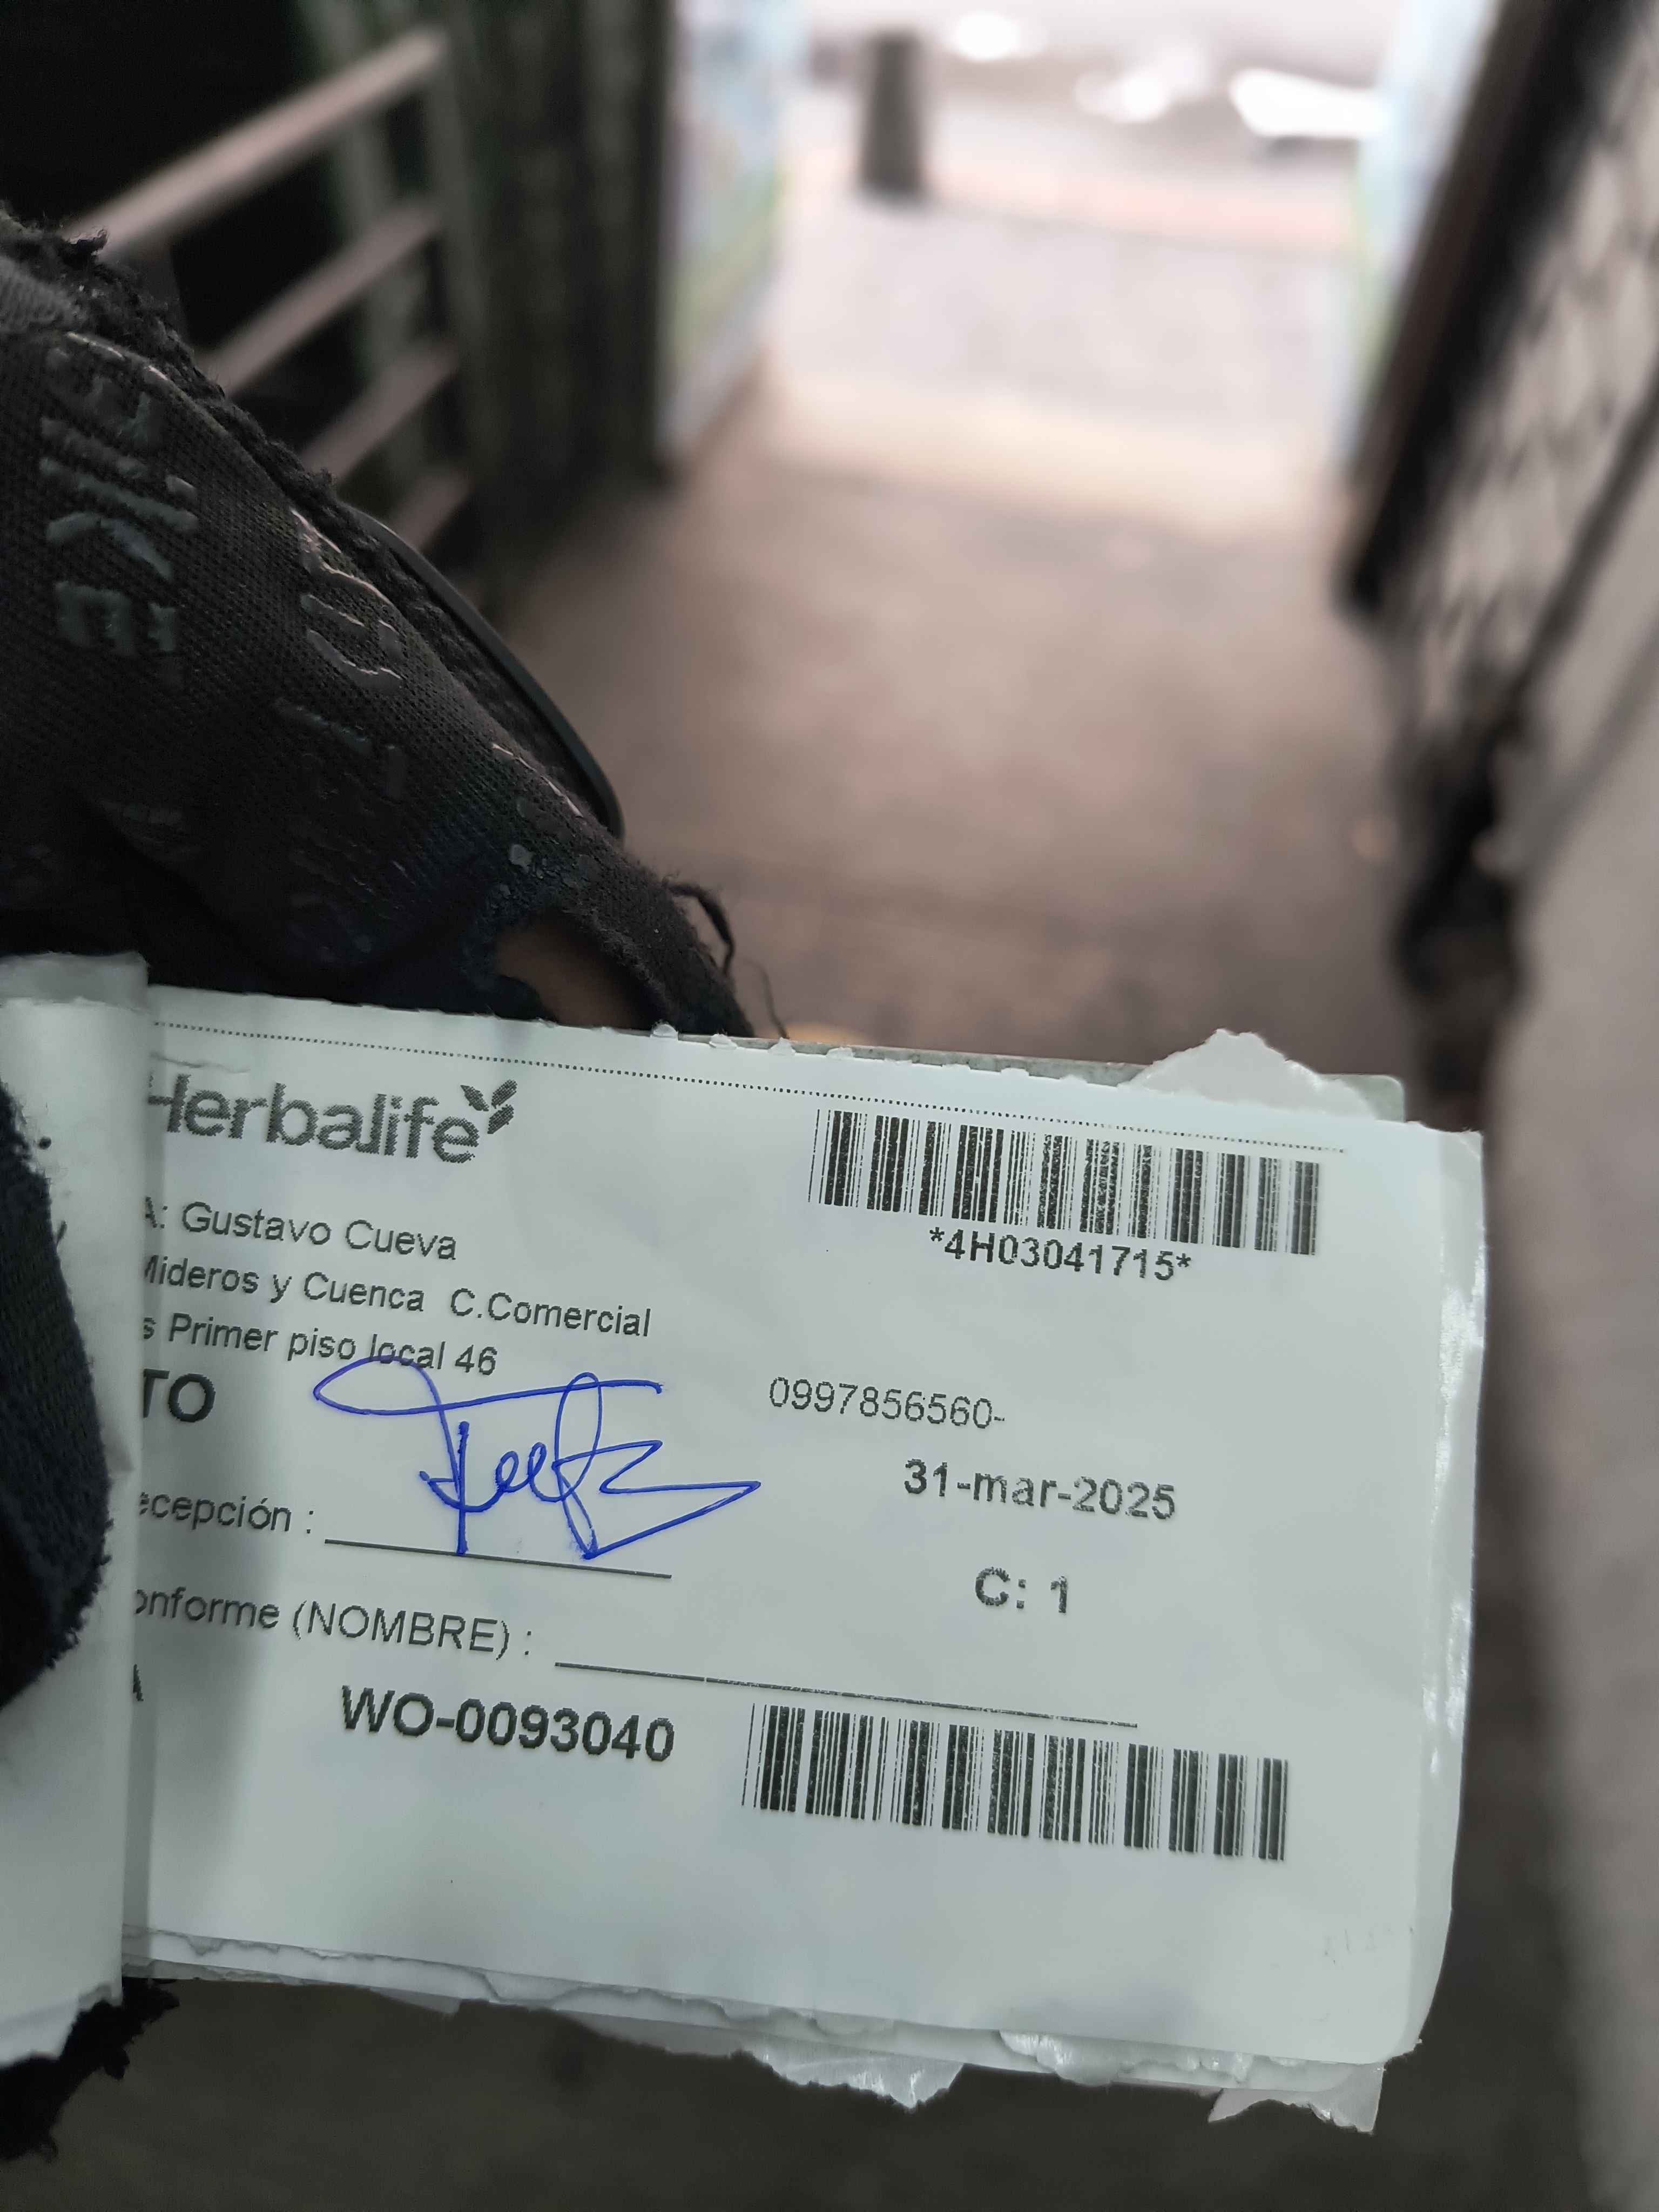 Herbalife
*4H03041715*
A: Gustavo Cueva
Mideros y Cuenca C.Comercial
s Primer piso local 46
TO
0997856560-
31-mar-2025
ecepción :
C: 1
onforme (NOMBRE) :
WO-0093040